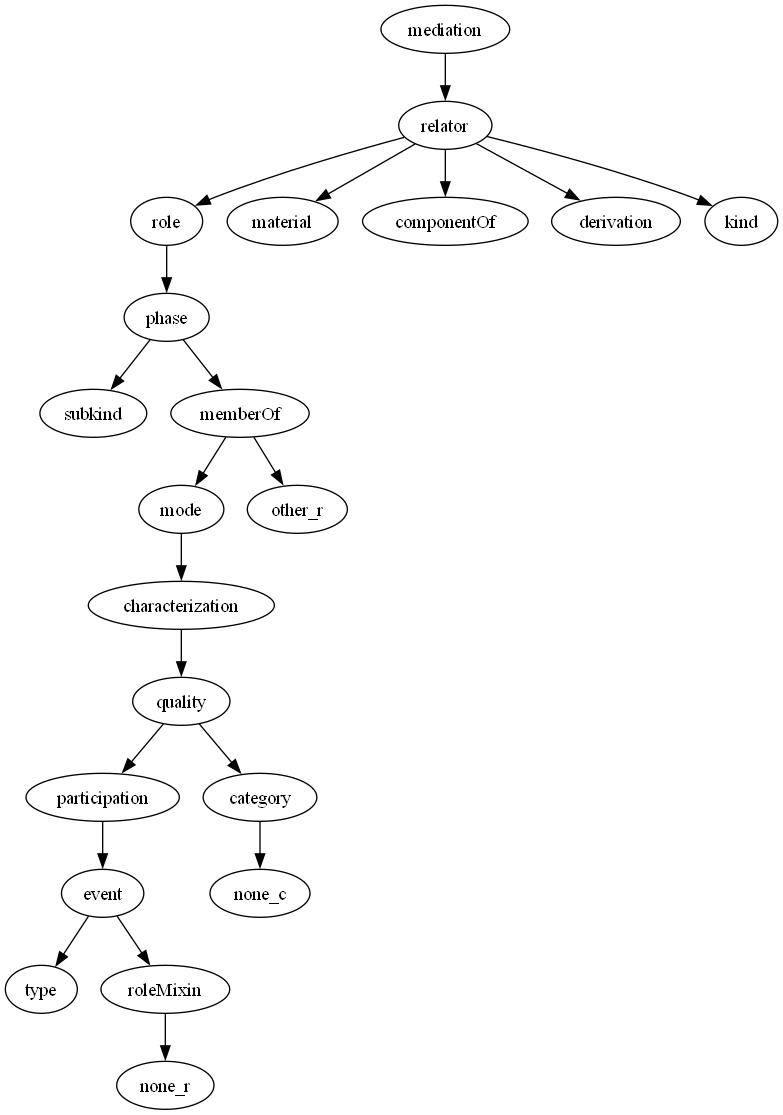 mediation
relator
role
material
componentOf
derivation
kind
phase
subkind
memberOf
mode
other_r
characterization
quality
participation
category
event
none_c
type
roleMixin
none_r